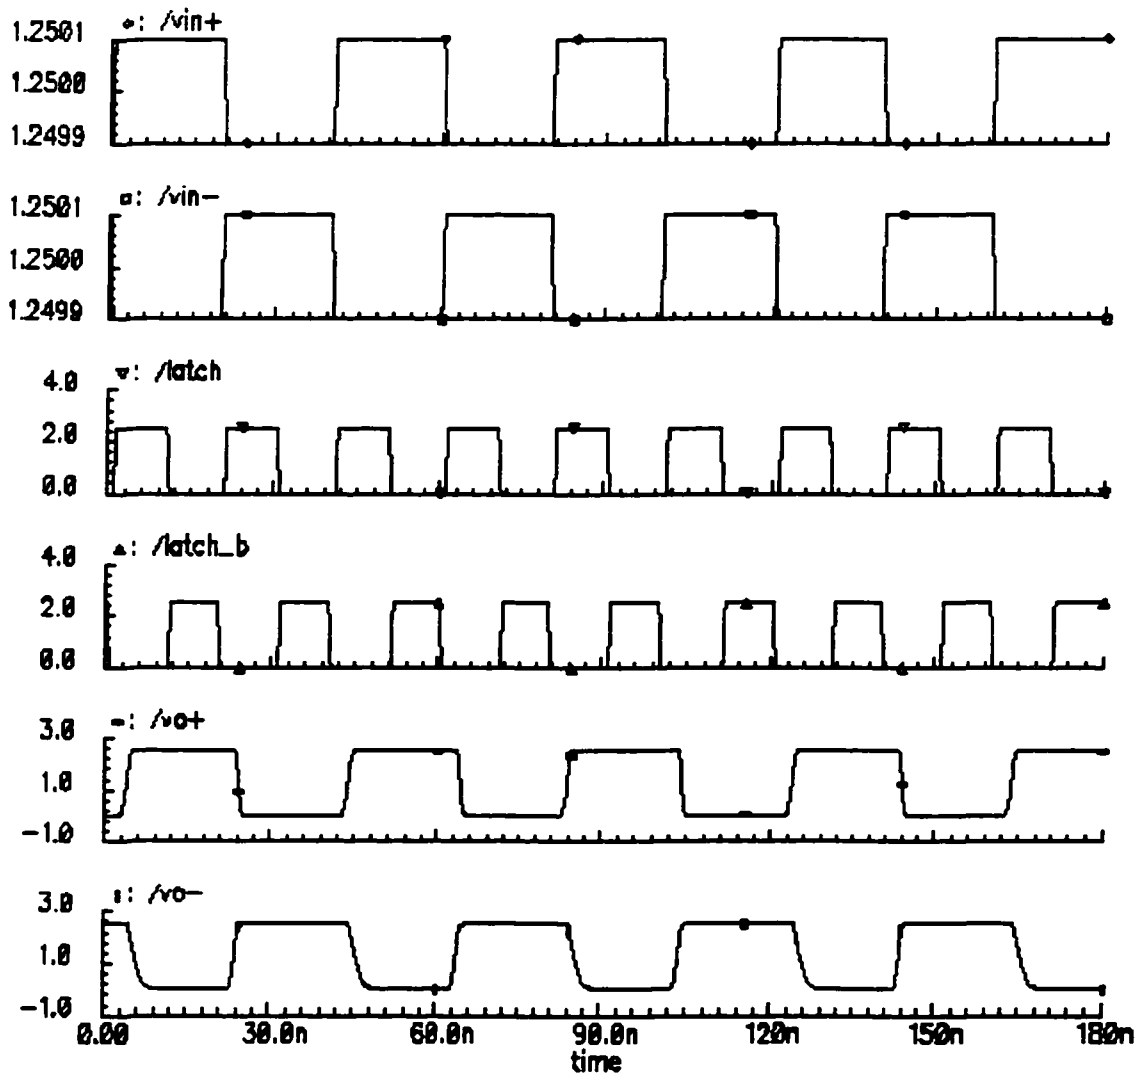 : /vin+
1.2501
1.2500
1.2499
: /vin-
1.2501
1.2500
1.2499
: /latch
4.0
2.0
0.0
: /latch_b
4.0
2.0
0.0
: /vo+
3.0
1.0
-1.0
: /vo-
3.0
1.0
-1.0
0.00 30.0n 60.0n 90.0n 120n 150n 180n
time